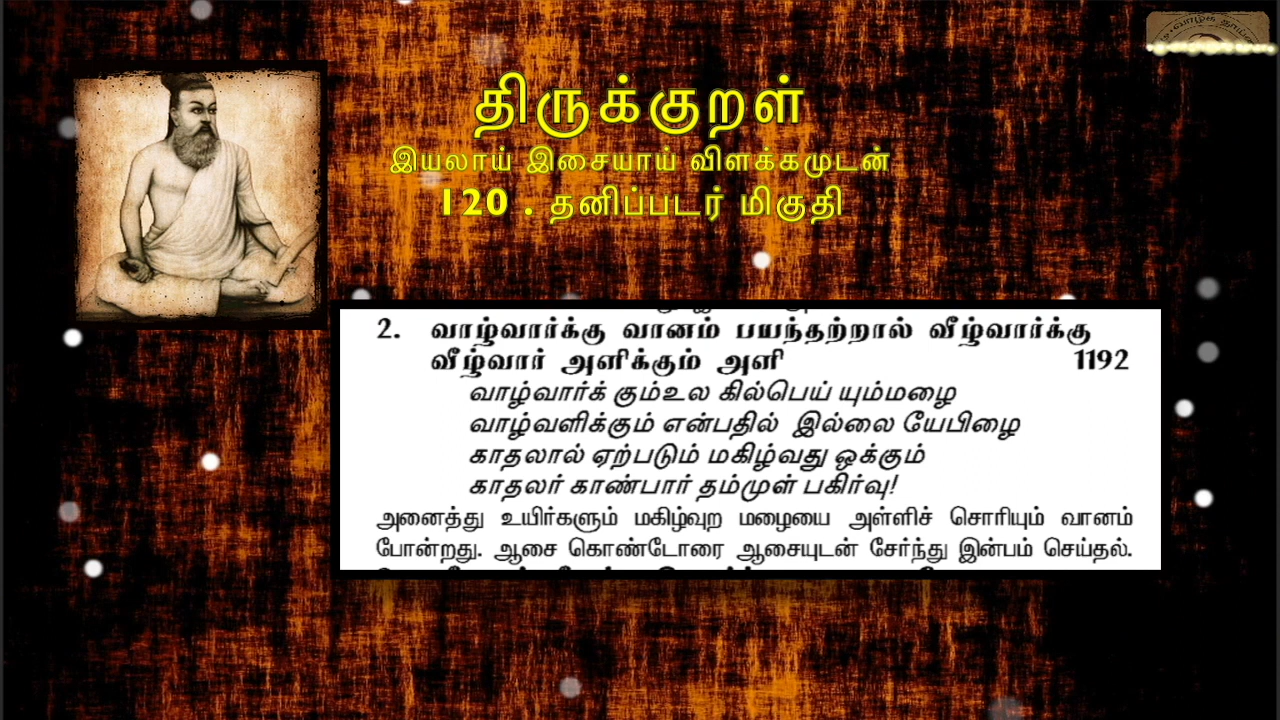 திருக்குறள்
இயலாய் இசையாய் விளக்கமுடன்
120 . தனிப்படர் மிகுதி
2. வாழ்வார்க்கு வானம் பயந்தற்றால் வீழ்வார்க்கு
வீழ்வார் அளிக்கும் அளி 1192
வாழ்வார்க் கும்உல கில்பெய் யும்மழை
வாழ்வளிக்கும் என்பதில் இல்லை யேபிழை
காதலால் ஏற்படும் மகிழ்வது ஒக்கும்
காதலர் காண்பார் தம்முள் பகிர்வு!
அனைத்து உயிர்களும் மகிழ்வுற மழையை அள்ளிச் சொரியும் வானம்
போன்றது. ஆசை கொண்டோரை ஆசையுடன் சேர்ந்து இன்பம் செய்தல்.